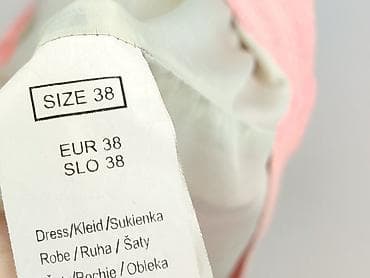 SIZE 38
EUR 38
SLO 38
Dress/Kleid/Sukienka
Robe/Ruha/Šaty
/Rochie/Obleka